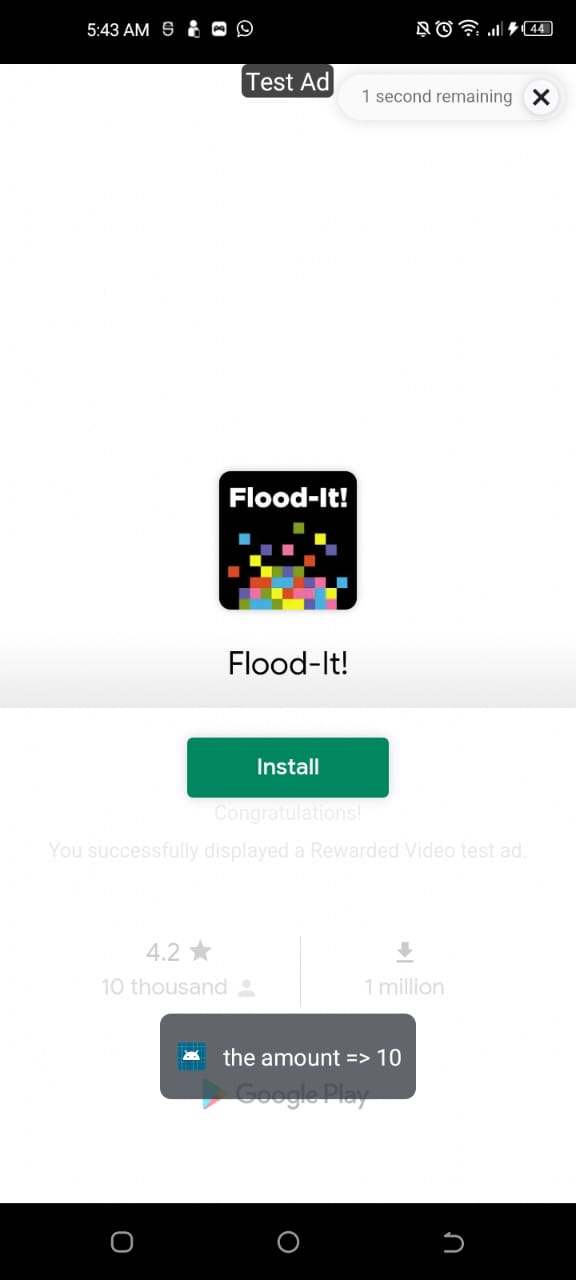 5:43 AM
44
Test Ad
1 second remaining
Flood-It!
Flood-It!
Install
Congratulations!
You successfully displayed a Rewarded Video test ad.
4.2
10 thousand
1 million
the amount => 10
Google Play